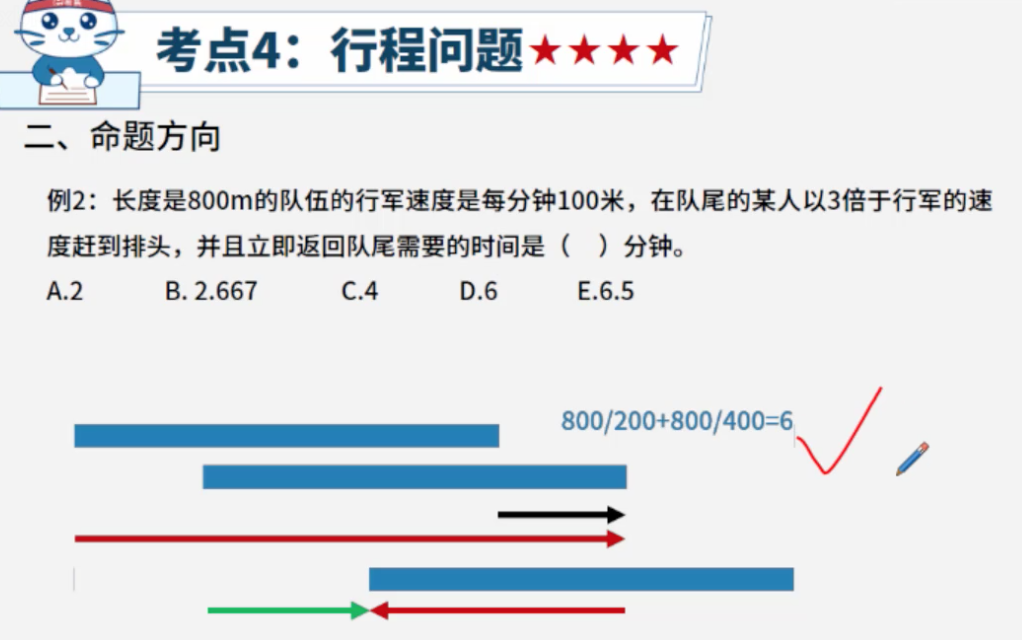 考点4：行程问题★★★★
二、命题方向
例2：长度是800m的队伍的行军速度是每分钟100米，在队尾的某人以3倍于行军的速
度赶到排头，并且立即返回队尾需要的时间是（ ）分钟。
A.2 B. 2.667 C.4 D.6 E.6.5
800/200+800/400=6